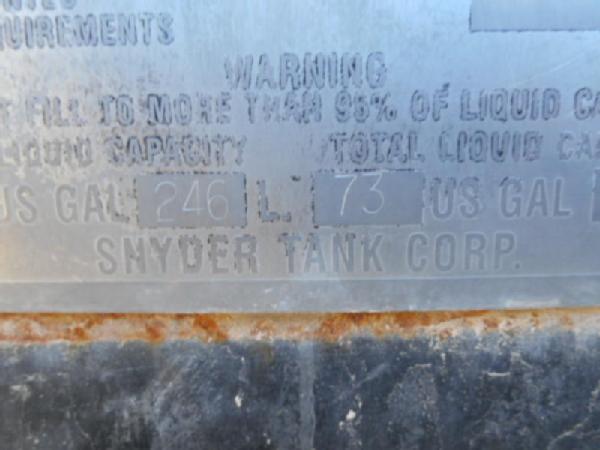 UIREMENTS
WARNING
T FILL TO MORE THAN 95% OF LIQUID CA
LIQUID CAPACITY TOTAL LIQUID CA
US GAL 246 L. 73 US GAL
SNYDER TANK CORP.